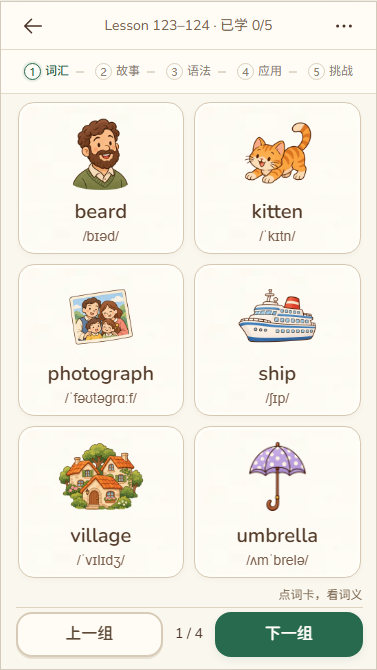 Lesson 123–124 · 已学 0/5
1 词汇 – 2 故事 – 3 语法 – 4 应用 – 5 挑战
beard
/bɪəd/
kitten
/ˈkɪtn/
photograph
/ˈfəʊtəgrɑːf/
ship
/ʃɪp/
village
/ˈvɪlɪdʒ/
umbrella
/ʌmˈbrelə/
点词卡，看词义
上一组
1 / 4
下一组